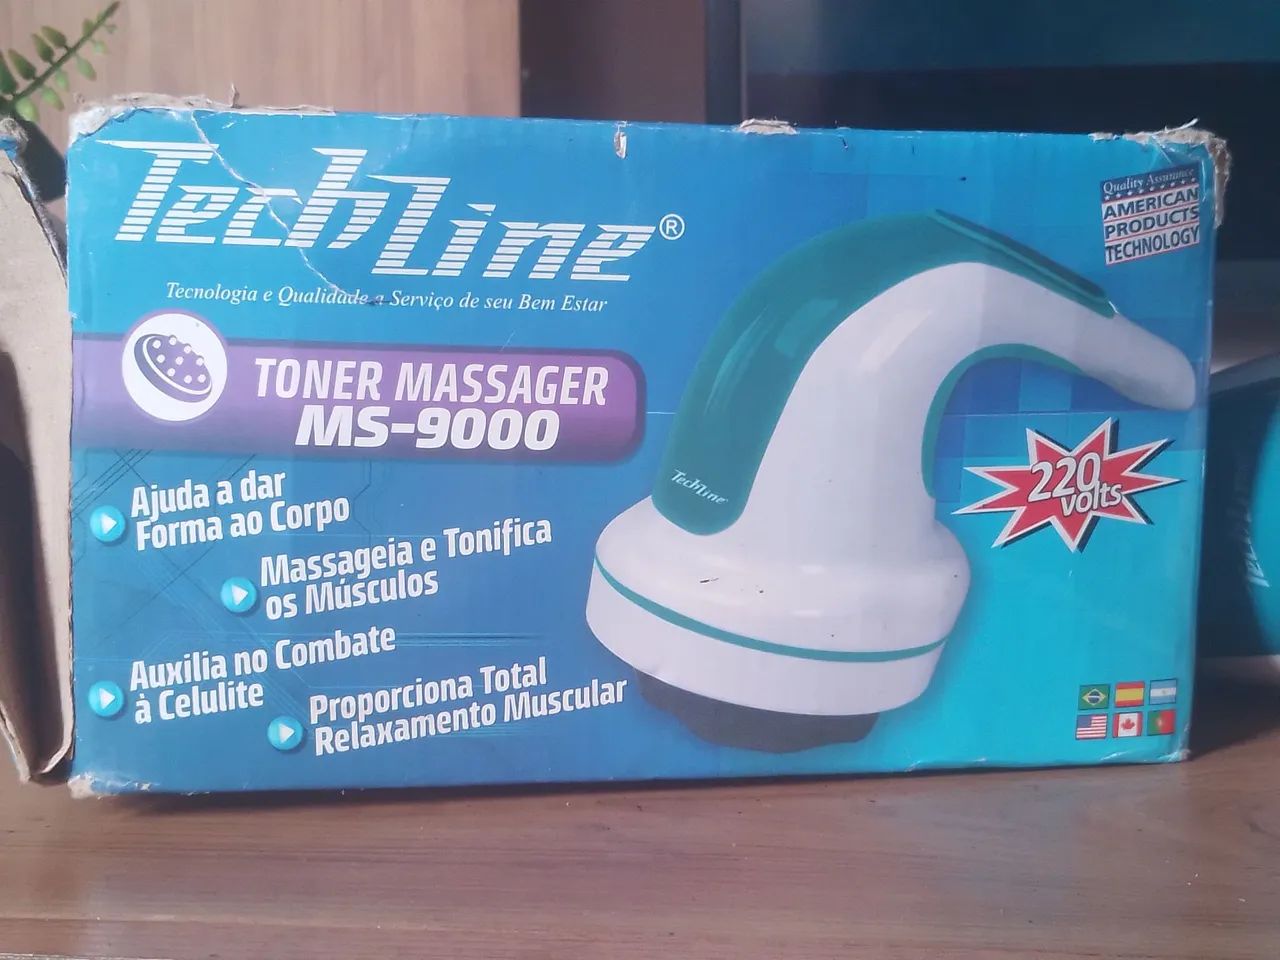 TechLine®
Tecnologia e Qualidade a Serviço de seu Bem Estar
TONER MASSAGER
MS-9000
Ajuda a dar
Forma ao Corpo
Massageia e Tonifica
os Músculos
Auxilia no Combate
à Celulite
Proporciona Total
Relaxamento Muscular
TechLine
Quality Assurance
AMERICAN
PRODUCTS
TECHNOLOGY
220
volts